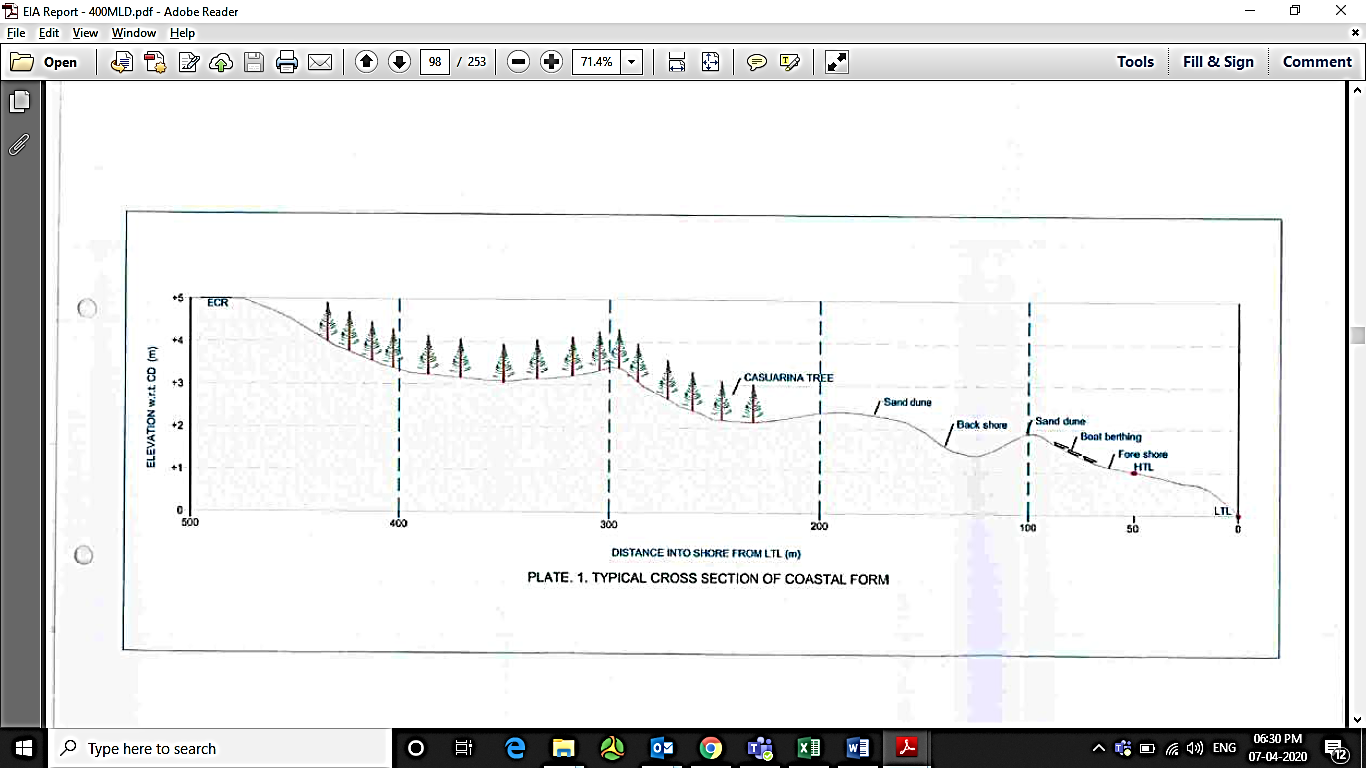 EIA Report - 400MLD.pdf - Adobe Reader
File Edit View Window Help
Open 98 / 253 71.4% Tools Fill & Sign Comment
+5 ECR
+4
+3
+2
+1
0
ELEVATION w.r.t. CD (m)
CASUARINA TREE
Sand dune
Back shore
Sand dune
Boat berthing
Fore shore
HTL
LTL
500 400 300 200 100 50 0
DISTANCE INTO SHORE FROM LTL (m)
PLATE. 1. TYPICAL CROSS SECTION OF COASTAL FORM
Type here to search
ENG
06:30 PM
07-04-2020
12